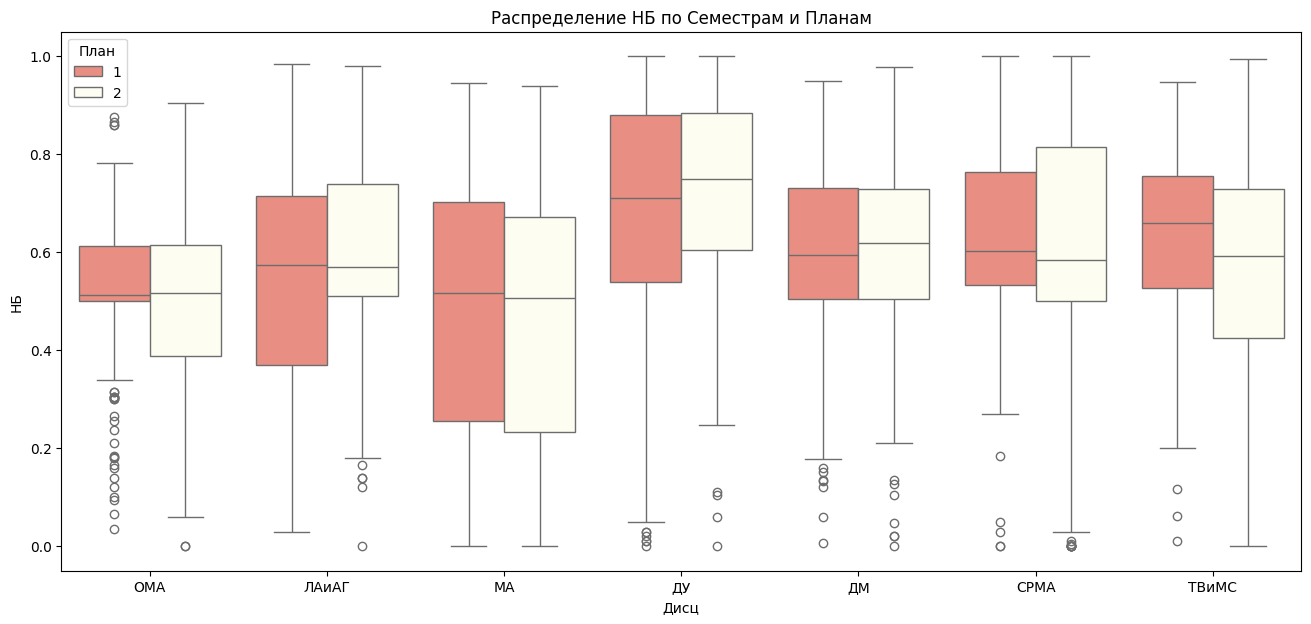 Распределение НБ по Семестрам и Планам
План
1
2
1.0
0.8
0.6
0.4
0.2
0.0
НБ
ОМА ЛАиАГ МА ДУ ДМ СРМА ТВиМС
Дисц